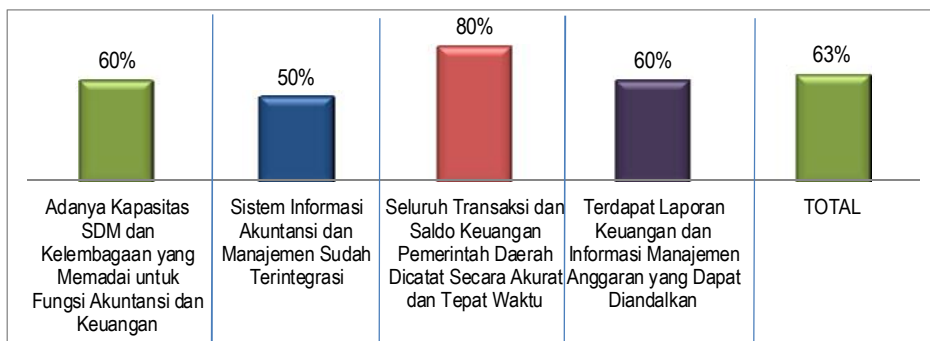 60%
50%
80%
60%
63%
Adanya Kapasitas
SDM dan
Kelembagaan yang
Memadai untuk
Fungsi Akuntansi dan
Keuangan
Sistem Informasi
Akuntansi dan
Manajemen Sudah
Terintegrasi
Seluruh Transaksi dan
Saldo Keuangan
Pemerintah Daerah
Dicatat Secara Akurat
dan Tepat Waktu
Terdapat Laporan
Keuangan dan
Informasi Manajemen
Anggaran yang Dapat
Diandalkan
TOTAL